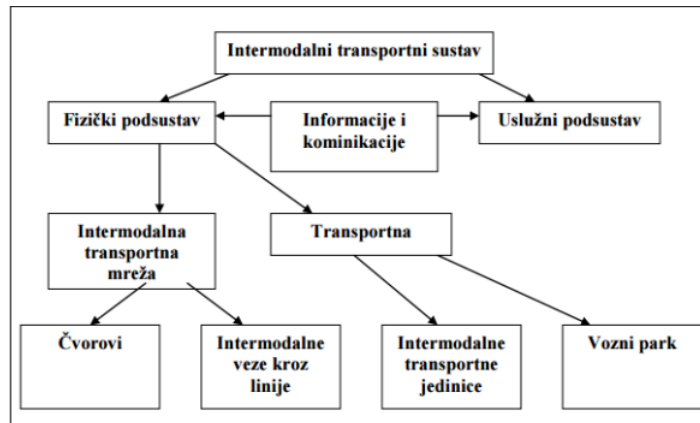 Intermodalni transportni sustav
Fizički podsustav
Informacije i
kominikacije
Uslužni podsustav
Intermodalna
transportna
mreža
Transportna
Čvorovi
Intermodalne
veze kroz
linije
Intermodalne
transportne
jedinice
Vozni park